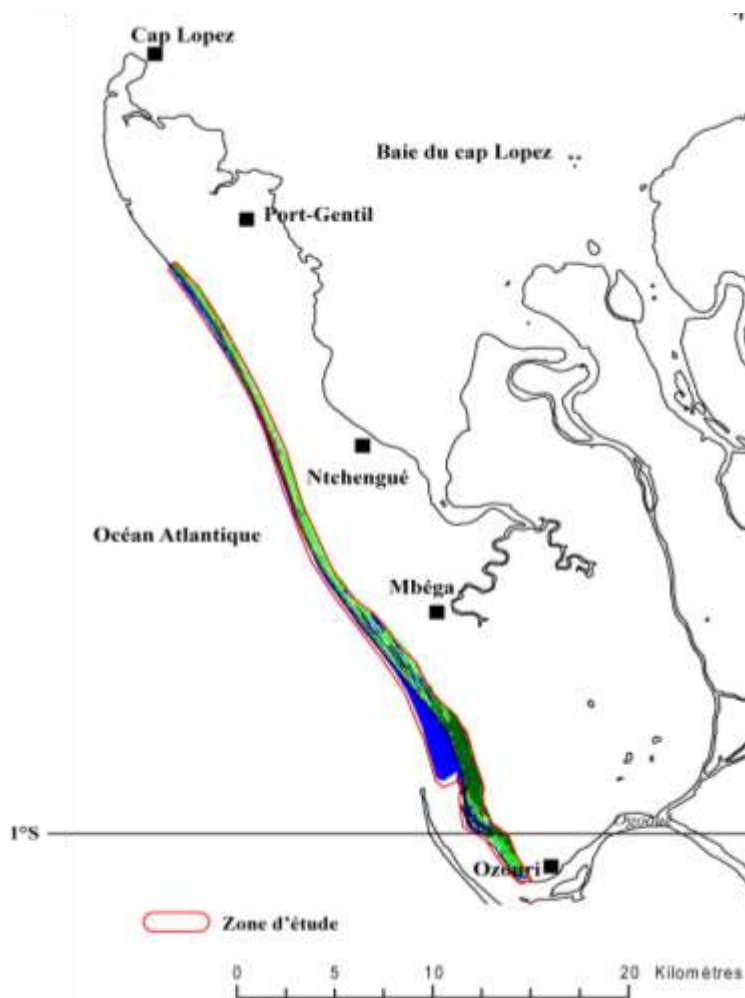 Cap Lopez
Baie du cap Lopez
Port-Gentil
Ntchengué
Océan Atlantique
Mbéga
1°S
Ozouri
Zone d'étude
0 5 10 20 Kilomètres